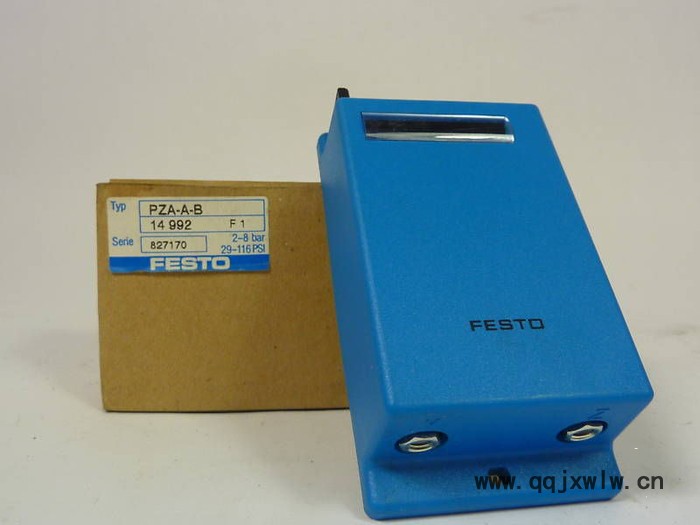 Typ PZA-A-B
14 992 F 1
Serie 827170 2-8 bar
29-116 PSI
FESTO
FESTO
Z
www.qqjxwlw.cn